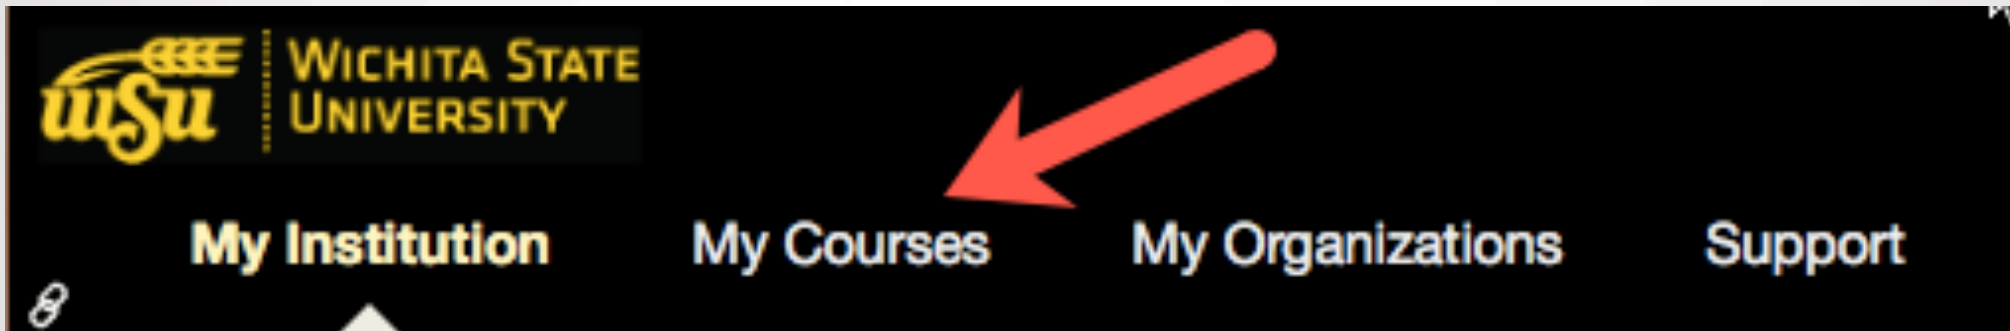 wsu
WICHITA STATE
UNIVERSITY
My Institution
My Courses
My Organizations
Support